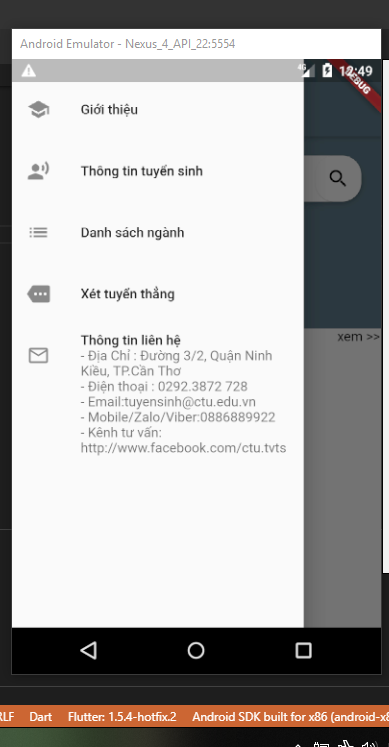 Android Emulator - Nexus_4_API_22:5554
4G 12:49
DEBUG
Giới thiệu
Thông tin tuyển sinh
Danh sách ngành
xem >>
Xét tuyển thẳng
Thông tin liên hệ
- Địa Chỉ : Đường 3/2, Quận Ninh
Kiều, TP.Cần Thơ
- Điện thoại : 0292.3872 728
- Email:tuyensinh@ctu.edu.vn
- Mobile/Zalo/Viber:0886889922
- Kênh tư vấn:
http://www.facebook.com/ctu.tvts
RLF Dart Flutter: 1.5.4-hotfix.2 Android SDK built for x86 (android-x8